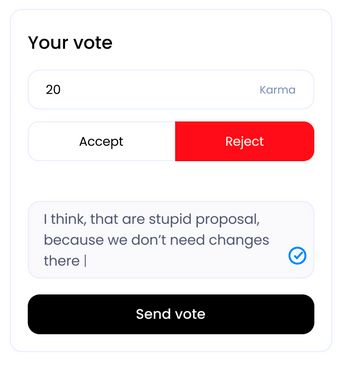 Your vote
20 Karma
Accept Reject
I think, that are stupid proposal,
because we don’t need changes
there |
Send vote